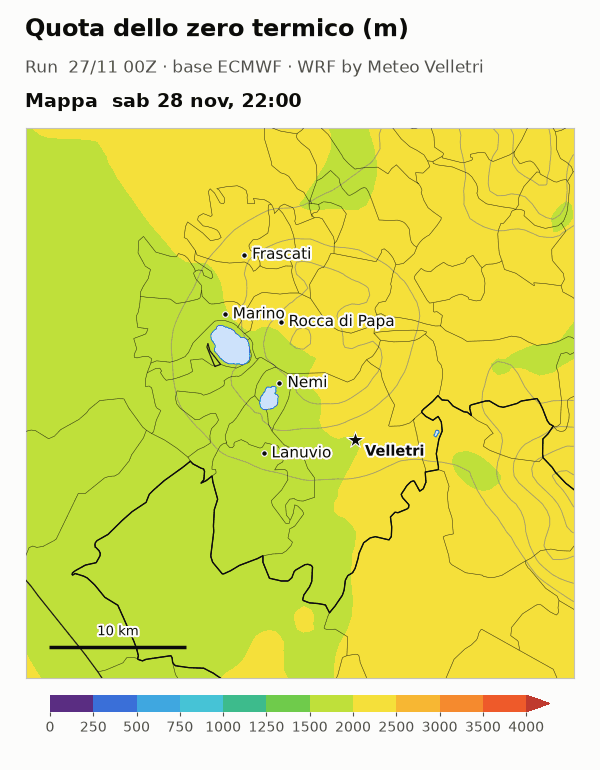 Quota dello zero termico (m)
Run  27/11 00Z · base ECMWF · WRF by Meteo Velletri
Mappa  sab 28 nov, 22:00
Frascati
Marino
Rocca di Papa
Nemi
Velletri
Lanuvio
10 km
0 250 500 750 1000 1250 1500 2000 2500 3000 3500 4000